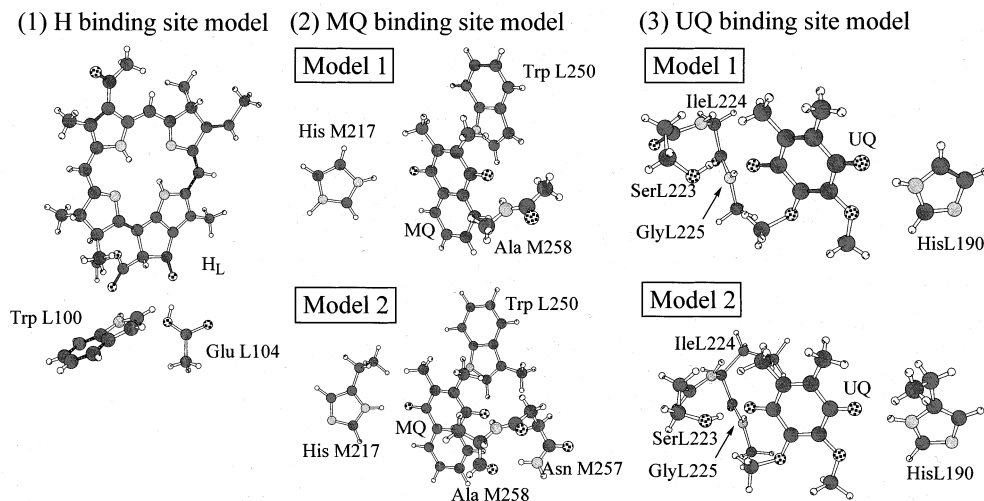 (1) H binding site model
(2) MQ binding site model
(3) UQ binding site model
H_L
Trp L100
Glu L104
Model 1
Trp L250
His M217
MQ
Ala M258
Model 2
Trp L250
His M217
MQ
Asn M257
Ala M258
Model 1
IleL224
UQ
SerL223
GlyL225
HisL190
Model 2
IleL224
UQ
SerL223
GlyL225
HisL190